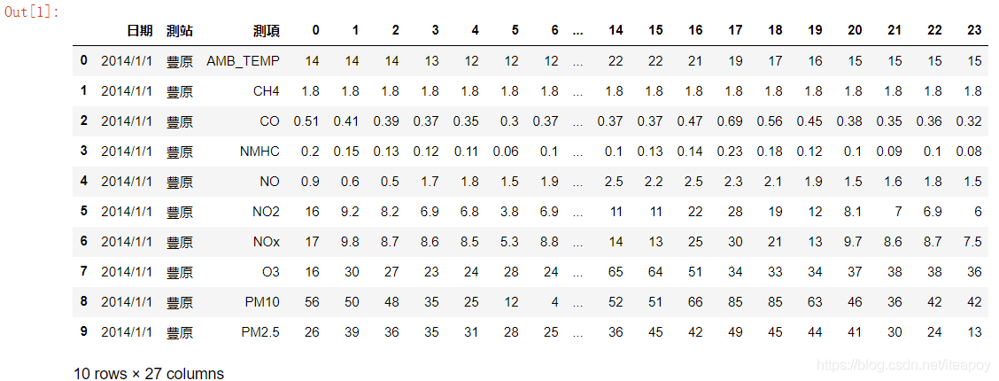 Out[1]:
日期 測站 測項 0 1 2 3 4 5 6 ... 14 15 16 17 18 19 20 21 22 23
0 2014/1/1 豐原 AMB_TEMP 14 14 14 13 12 12 12 ... 22 22 21 19 17 16 15 15 15 15
1 2014/1/1 豐原 CH4 1.8 1.8 1.8 1.8 1.8 1.8 1.8 ... 1.8 1.8 1.8 1.8 1.8 1.8 1.8 1.8 1.8 1.8
2 2014/1/1 豐原 CO 0.51 0.41 0.39 0.37 0.35 0.3 0.37 ... 0.37 0.37 0.47 0.69 0.56 0.45 0.38 0.35 0.36 0.32
3 2014/1/1 豐原 NMHC 0.2 0.15 0.13 0.12 0.11 0.06 0.1 ... 0.1 0.13 0.14 0.23 0.18 0.12 0.1 0.09 0.1 0.08
4 2014/1/1 豐原 NO 0.9 0.6 0.5 1.7 1.8 1.5 1.9 ... 2.5 2.2 2.5 2.3 2.1 1.9 1.5 1.6 1.8 1.5
5 2014/1/1 豐原 NO2 16 9.2 8.2 6.9 6.8 3.8 6.9 ... 11 11 22 28 19 12 8.1 7 6.9 6
6 2014/1/1 豐原 NOx 17 9.8 8.7 8.6 8.5 5.3 8.8 ... 14 13 25 30 21 13 9.7 8.6 8.7 7.5
7 2014/1/1 豐原 O3 16 30 27 23 24 28 24 ... 65 64 51 34 33 34 37 38 38 36
8 2014/1/1 豐原 PM10 56 50 48 35 25 12 4 ... 52 51 66 85 85 63 46 36 42 42
9 2014/1/1 豐原 PM2.5 26 39 36 35 31 28 25 ... 36 45 42 49 45 44 41 30 24 13
10 rows × 27 columns
https://blog.csdn.net/iteapoy